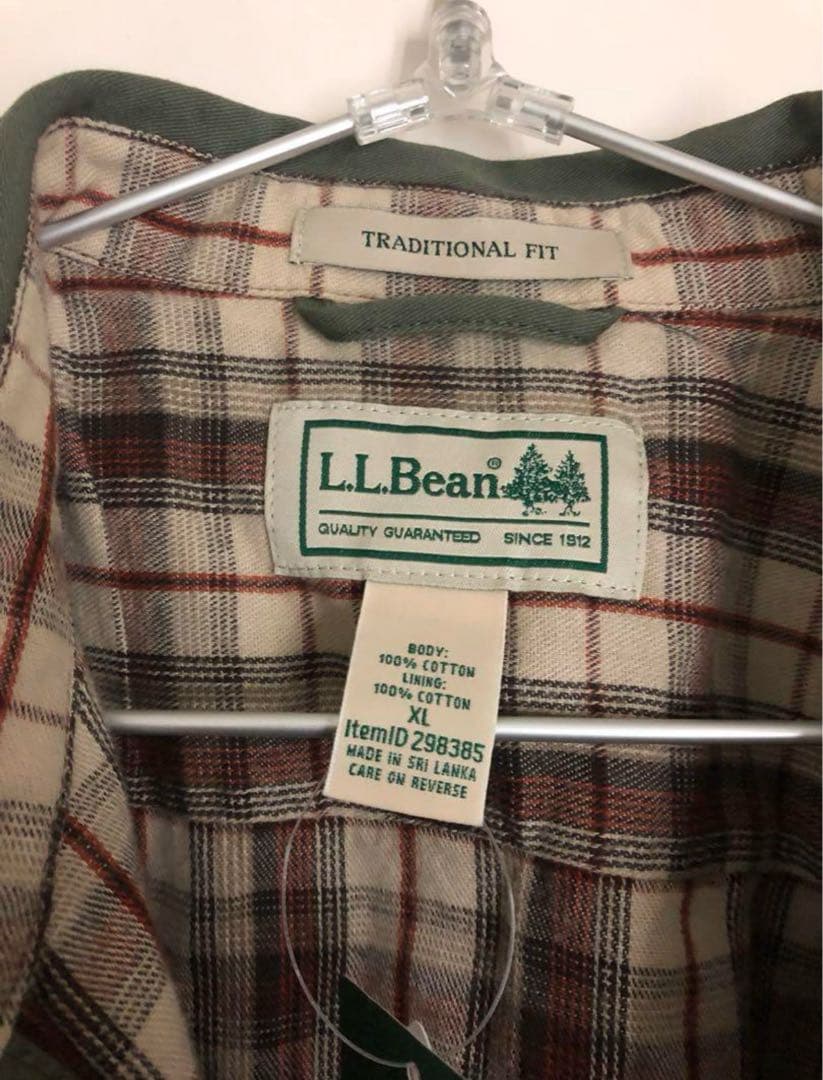 TRADITIONAL FIT
L.L.Bean®
QUALITY GUARANTEED SINCE 1912
BODY:
100% COTTON
LINING:
100% COTTON
XL
ItemID 298385
MADE IN SRI LANKA
CARE ON REVERSE